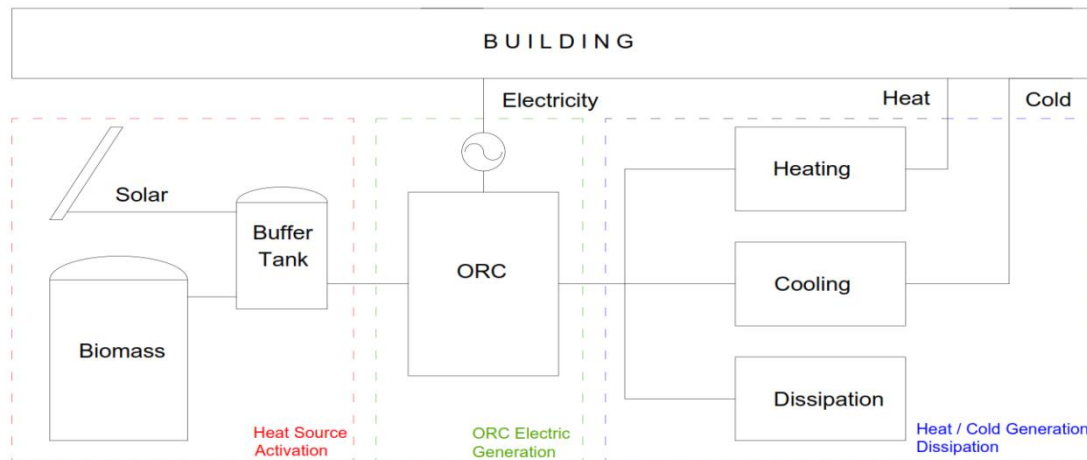 BUILDING
Electricity
Heat
Cold
Solar
Buffer
Tank
Biomass
Heat Source
Activation
ORC
ORC Electric
Generation
Heating
Cooling
Dissipation
Heat / Cold Generation
Dissipation